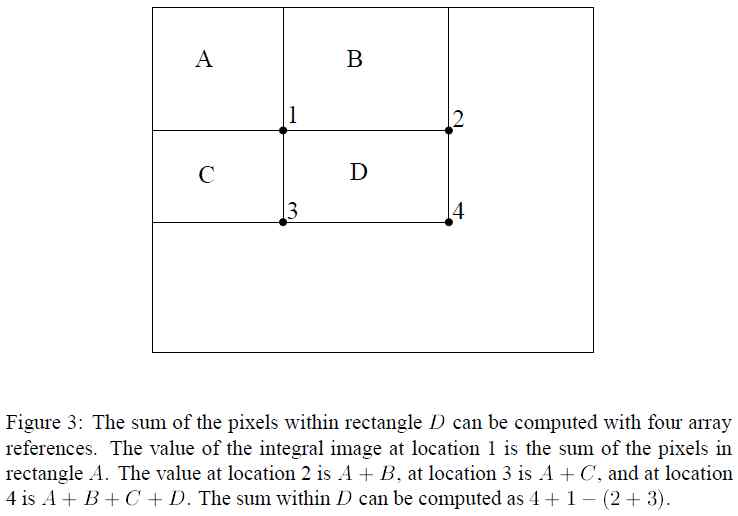 A B
1 2
C D
3 4
Figure 3: The sum of the pixels within rectangle D can be computed with four array
references. The value of the integral image at location 1 is the sum of the pixels in
rectangle A. The value at location 2 is A + B, at location 3 is A + C, and at location
4 is A + B + C + D. The sum within D can be computed as 4 + 1 − (2 + 3).